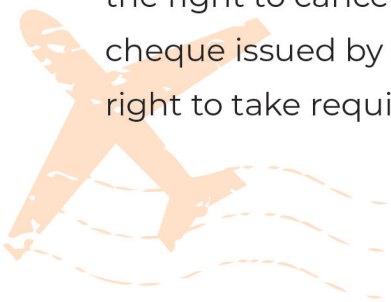 the right to cance
cheque issued by
right to take requi